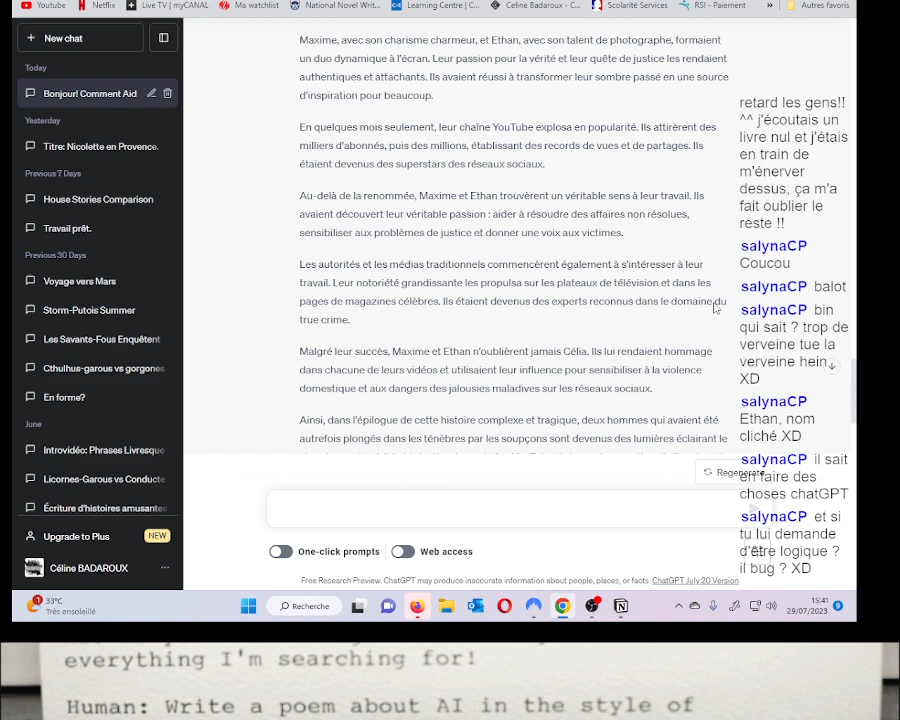 Youtube
Netflix
Live TV | myCANAL
Ma watchlist
National Novel Writ...
Learning Centre | C...
Celine Badaroux - C...
Scolarité Services
RSI - Paiement
»
Autres favoris
+ New chat
Today
Bonjour! Comment Aid
Yesterday
Titre: Nicolette en Provence.
Previous 7 Days
House Stories Comparison
Travail prêt.
Previous 30 Days
Voyage vers Mars
Storm-Putois Summer
Les Savants-Fous Enquêtent
Cthulhus-garous vs gorgone
En forme?
June
Introvidéo: Phrases Livresque
Licornes-Garous vs Conducte
Écriture d'histoires amusante
Upgrade to Plus
NEW
Céline BADAROUX
...
Maxime, avec son charisme charmeur, et Ethan, avec son talent de photographe, formaient
un duo dynamique à l'écran. Leur passion pour la vérité et leur quête de justice les rendaient
authentiques et attachants. Ils avaient réussi à transformer leur sombre passé en une source
d'inspiration pour beaucoup.
En quelques mois seulement, leur chaîne YouTube explosa en popularité. Ils attirèrent des
milliers d'abonnés, puis des millions, établissant des records de vues et de partages. Ils
étaient devenus des superstars des réseaux sociaux.
Au-delà de la renommée, Maxime et Ethan trouvèrent un véritable sens à leur travail. Ils
avaient découvert leur véritable passion : aider à résoudre des affaires non résolues,
sensibiliser aux problèmes de justice et donner une voix aux victimes.
Les autorités et les médias traditionnels commencèrent également à s'intéresser à leur
travail. Leur notoriété grandissante les propulsa sur les plateaux de télévision et dans les
pages de magazines célèbres. Ils étaient devenus des experts reconnus dans le domaine du
true crime.
Malgré leur succès, Maxime et Ethan n'oublièrent jamais Célia. Ils lui rendaient hommage
dans chacune de leurs vidéos et utilisaient leur influence pour sensibiliser à la violence
domestique et aux dangers des jalousies maladives sur les réseaux sociaux.
Ainsi, dans l'épilogue de cette histoire complexe et tragique, deux hommes qui avaient été
autrefois plongés dans les ténèbres par les soupçons sont devenus des lumières éclairant le
Regenerate
One-click prompts
Web access
Free Research Preview. ChatGPT may produce inaccurate information about people, places, or facts. ChatGPT July 20 Version
retard les gens!!
^^ j'écoutais un
livre nul et j'étais
en train de
m'énerver
dessus, ça m'a
fait oublier le
reste !!
salynaCP
Coucou
salynaCP balot
salynaCP bin
qui sait ? trop de
verveine tue la
verveine hein
XD
salynaCP
Ethan, nom
cliché XD
salynaCP il sait
en faire des
choses chatGPT
salynaCP et si
tu lui demande
d'être logique ?
il bug ? XD
1
33°C
Très ensoleillé
Recherche
15:41
29/07/2023
9
everything I'm searching for!
Human: Write a poem about AI in the style of